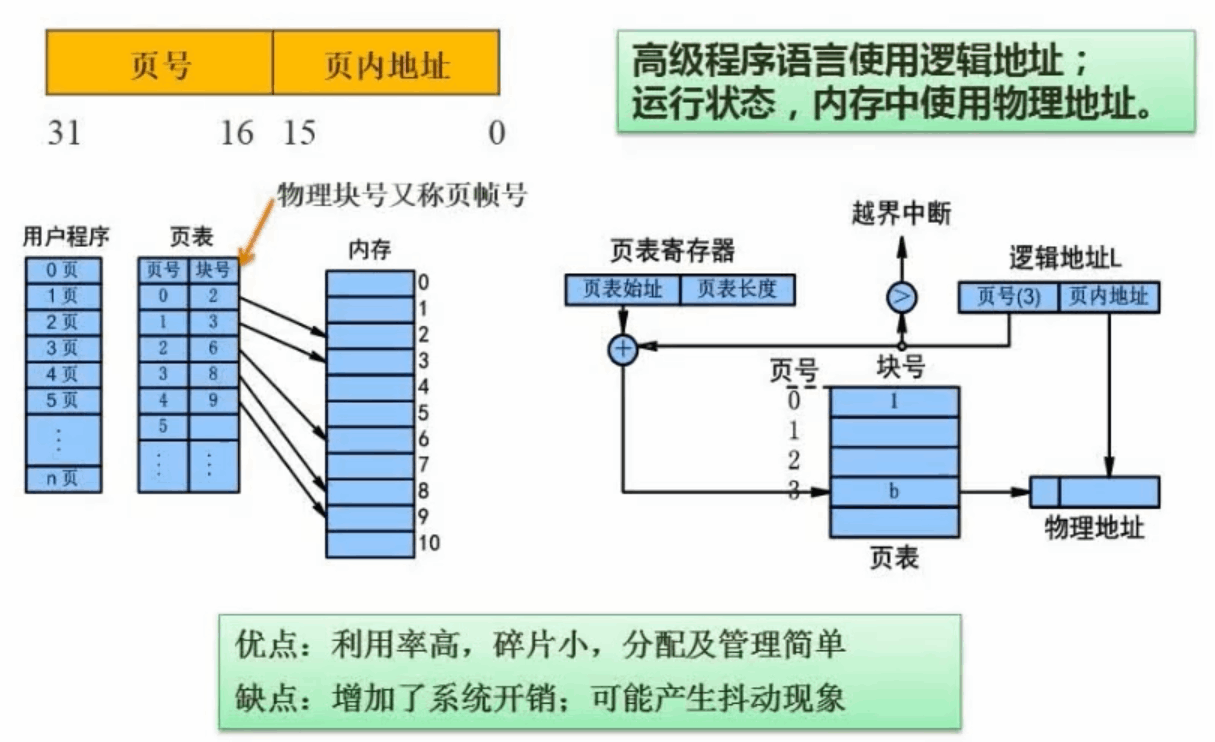 页号 页内地址
31 16 15 0
高级程序语言使用逻辑地址；
运行状态，内存中使用物理地址。
物理块号又称页帧号
用户程序
0页
1页
2页
3页
4页
5页
⋮
n页
页表
页号 块号
0 2
1 3
2 6
3 8
4 9
5
⋮ ⋮
内存
0
1
2
3
4
5
6
7
8
9
10
越界中断
页表寄存器
页表始址 页表长度
>
逻辑地址L
页号(3) 页内地址
+
页号 块号
0 1
1
2
3 b
页表
物理地址
优点：利用率高，碎片小，分配及管理简单
缺点：增加了系统开销；可能产生抖动现象